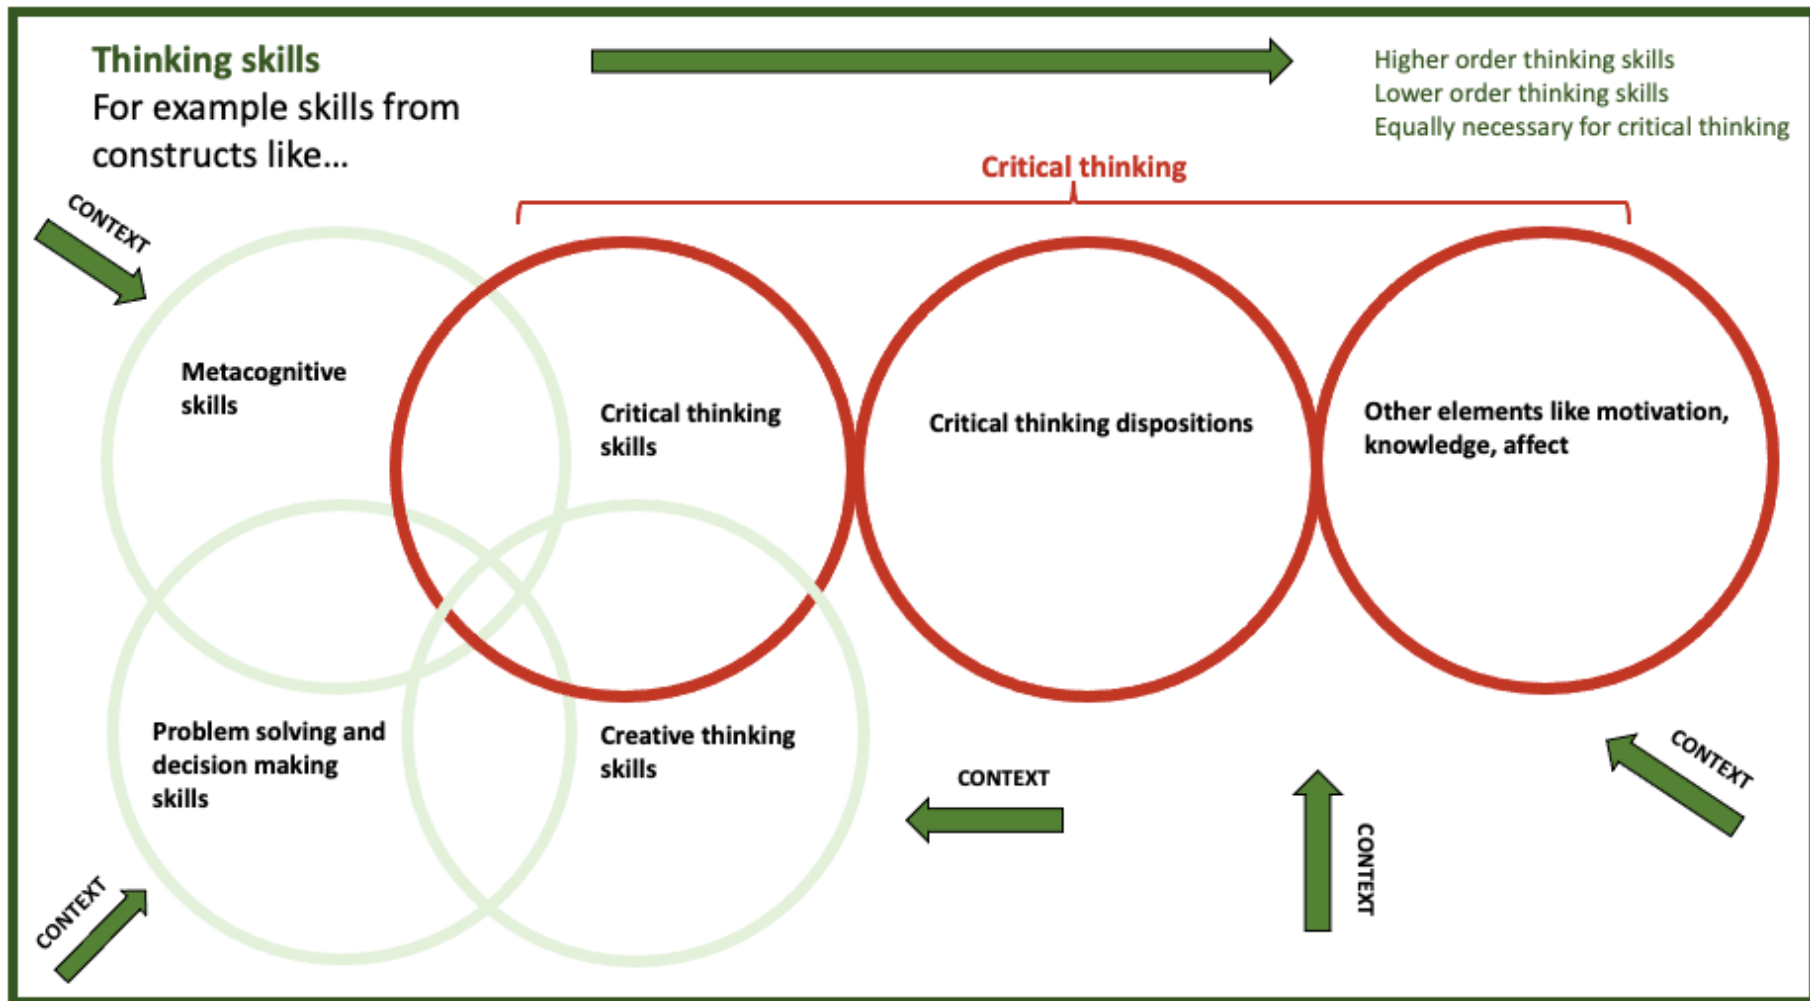 Thinking skills
For example skills from
constructs like...
Higher order thinking skills
Lower order thinking skills
Equally necessary for critical thinking
Critical thinking
CONTEXT
Metacognitive
skills
Critical thinking
skills
Critical thinking dispositions
Other elements like motivation,
knowledge, affect
Problem solving and
decision making
skills
Creative thinking
skills
CONTEXT
CONTEXT
CONTEXT
CONTEXT